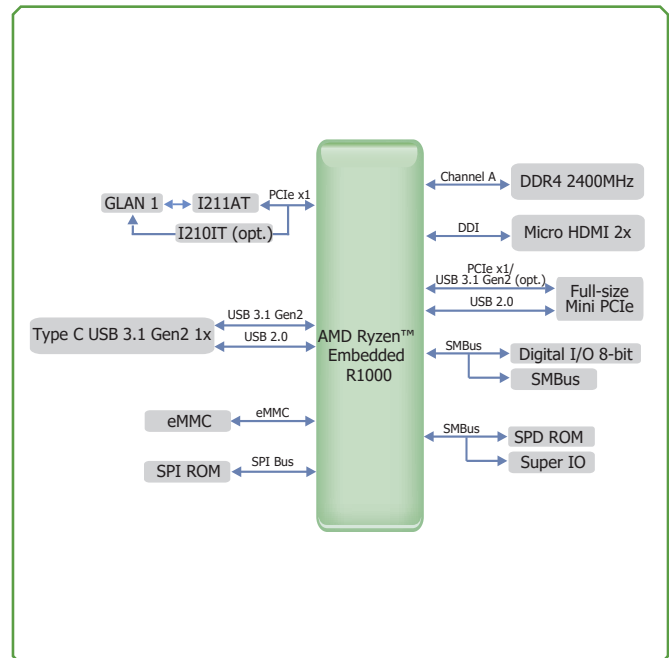 PCIe x1
GLAN 1
I211AT
I210IT (opt.)
USB 3.1 Gen2
Type C USB 3.1 Gen2 1x
USB 2.0
eMMC
eMMC
SPI ROM
SPI Bus
AMD Ryzen™
Embedded
R1000
Channel A
DDR4 2400MHz
DDI
Micro HDMI 2x
PCIe x1/
USB 3.1 Gen2 (opt.)
USB 2.0
Full-size
Mini PCIe
SMBus
Digital I/O 8-bit
SMBus
SMBus
SPD ROM
Super IO